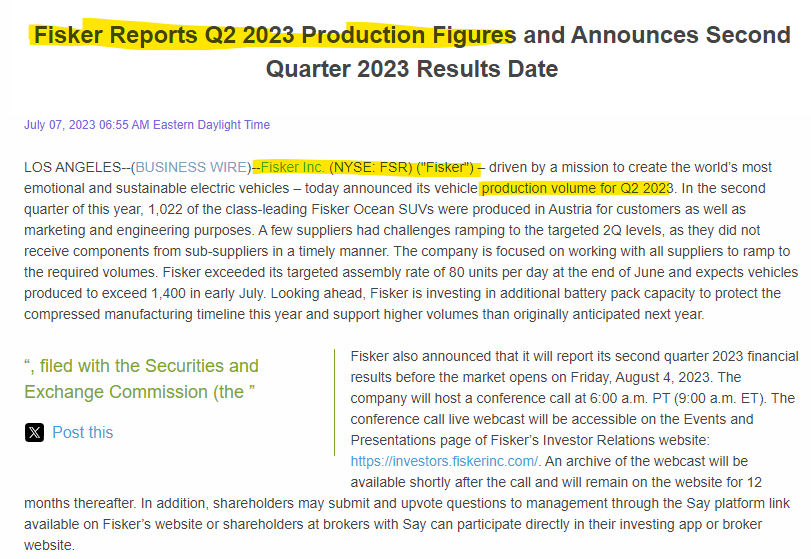 Fisker Reports Q2 2023 Production Figures and Announces Second
Quarter 2023 Results Date
July 07, 2023 06:55 AM Eastern Daylight Time
LOS ANGELES--(BUSINESS WIRE)--Fisker Inc. (NYSE: FSR) ("Fisker") – driven by a mission to create the world’s most
emotional and sustainable electric vehicles – today announced its vehicle production volume for Q2 2023. In the second
quarter of this year, 1,022 of the class-leading Fisker Ocean SUVs were produced in Austria for customers as well as
marketing and engineering purposes. A few suppliers had challenges ramping to the targeted 2Q levels, as they did not
receive components from sub-suppliers in a timely manner. The company is focused on working with all suppliers to ramp to
the required volumes. Fisker exceeded its targeted assembly rate of 80 units per day at the end of June and expects vehicles
produced to exceed 1,400 in early July. Looking ahead, Fisker is investing in additional battery pack capacity to protect the
compressed manufacturing timeline this year and support higher volumes than originally anticipated next year.
“, filed with the Securities and
Exchange Commission (the ”
Post this
Fisker also announced that it will report its second quarter 2023 financial
results before the market opens on Friday, August 4, 2023. The
company will host a conference call at 6:00 a.m. PT (9:00 a.m. ET). The
conference call live webcast will be accessible on the Events and
Presentations page of Fisker’s Investor Relations website:
https://investors.fiskerinc.com/. An archive of the webcast will be
available shortly after the call and will remain on the website for 12
months thereafter. In addition, shareholders may submit and upvote questions to management through the Say platform link
available on Fisker’s website or shareholders at brokers with Say can participate directly in their investing app or broker
website.